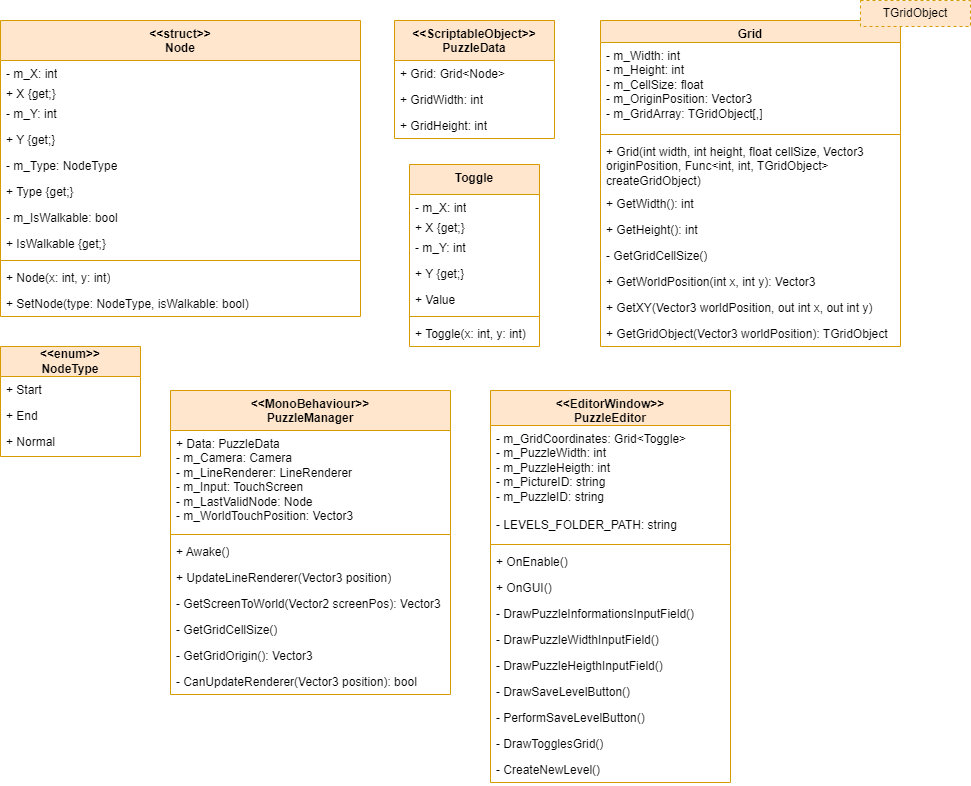 TGridObject
<<struct>>
Node
- m_X: int
+ X {get;}
- m_Y: int
+ Y {get;}
- m_Type: NodeType
+ Type {get;}
- m_IsWalkable: bool
+ IsWalkable {get;}
+ Node(x: int, y: int)
+ SetNode(type: NodeType, isWalkable: bool)
<<ScriptableObject>>
PuzzleData
+ Grid: Grid<Node>
+ GridWidth: int
+ GridHeight: int
Grid
- m_Width: int
- m_Height: int
- m_CellSize: float
- m_OriginPosition: Vector3
- m_GridArray: TGridObject[,]
+ Grid(int width, int height, float cellSize, Vector3
originPosition, Func<int, int, TGridObject>
createGridObject)
+ GetWidth(): int
+ GetHeight(): int
- GetGridCellSize()
+ GetWorldPosition(int x, int y): Vector3
+ GetXY(Vector3 worldPosition, out int x, out int y)
+ GetGridObject(Vector3 worldPosition): TGridObject
Toggle
- m_X: int
+ X {get;}
- m_Y: int
+ Y {get;}
+ Value
+ Toggle(x: int, y: int)
<<enum>>
NodeType
+ Start
+ End
+ Normal
<<MonoBehaviour>>
PuzzleManager
+ Data: PuzzleData
- m_Camera: Camera
- m_LineRenderer: LineRenderer
- m_Input: TouchScreen
- m_LastValidNode: Node
- m_WorldTouchPosition: Vector3
+ Awake()
+ UpdateLineRenderer(Vector3 position)
- GetScreenToWorld(Vector2 screenPos): Vector3
- GetGridCellSize()
- GetGridOrigin(): Vector3
- CanUpdateRenderer(Vector3 position): bool
<<EditorWindow>>
PuzzleEditor
- m_GridCoordinates: Grid<Toggle>
- m_PuzzleWidth: int
- m_PuzzleHeigth: int
- m_PictureID: string
- m_PuzzleID: string
- LEVELS_FOLDER_PATH: string
+ OnEnable()
+ OnGUI()
- DrawPuzzleInformationsInputField()
- DrawPuzzleWidthInputField()
- DrawPuzzleHeigthInputField()
- DrawSaveLevelButton()
- PerformSaveLevelButton()
- DrawTogglesGrid()
- CreateNewLevel()